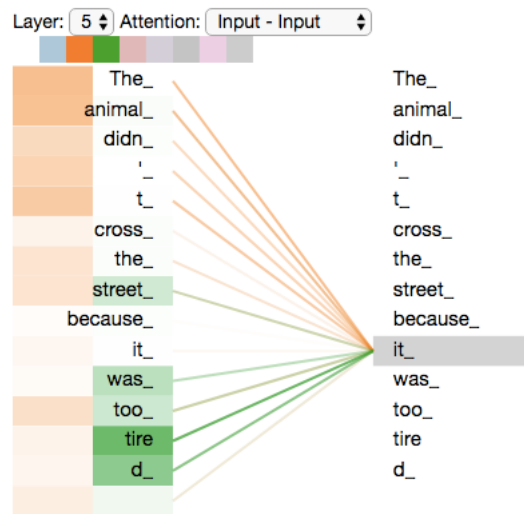 Layer: 5 Attention: Input - Input
The_ The_
animal_ animal_
didn_ didn_
'_ '_
t_ t_
cross_ cross_
the_ the_
street_ street_
because_ because_
it_ it_
was_ was_
too_ too_
tire tire
d_ d_